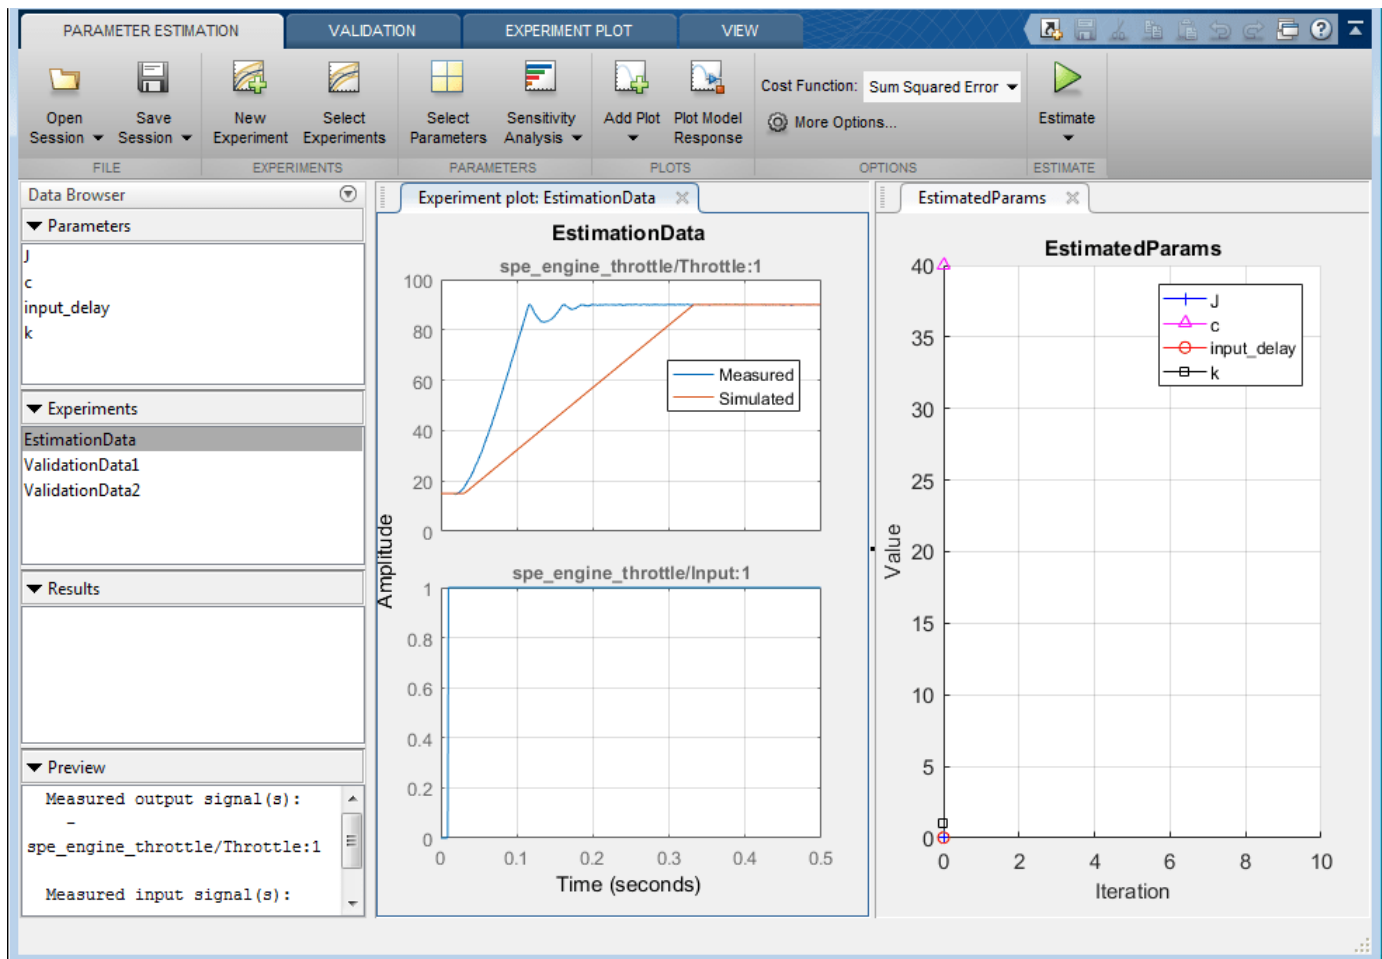 PARAMETER ESTIMATION
VALIDATION
EXPERIMENT PLOT
VIEW
Open Session
Save Session
New Experiment
Select Experiments
Select Parameters
Sensitivity Analysis
Add Plot
Plot Model Response
Cost Function: Sum Squared Error
More Options...
Estimate
FILE
EXPERIMENTS
PARAMETERS
PLOTS
OPTIONS
ESTIMATE
Data Browser
Parameters
J
c
input_delay
k
Experiments
EstimationData
ValidationData1
ValidationData2
Results
Preview
Measured output signal(s):
-
spe_engine_throttle/Throttle:1
Measured input signal(s):
Experiment plot: EstimationData
EstimationData
spe_engine_throttle/Throttle:1
100
80
60
40
20
0
Measured
Simulated
Amplitude
spe_engine_throttle/Input:1
1
0.8
0.6
0.4
0.2
0
0 0.1 0.2 0.3 0.4 0.5
Time (seconds)
EstimatedParams
EstimatedParams
40
35
30
25
20
15
10
5
0
J
c
input_delay
k
Value
0 2 4 6 8 10
Iteration